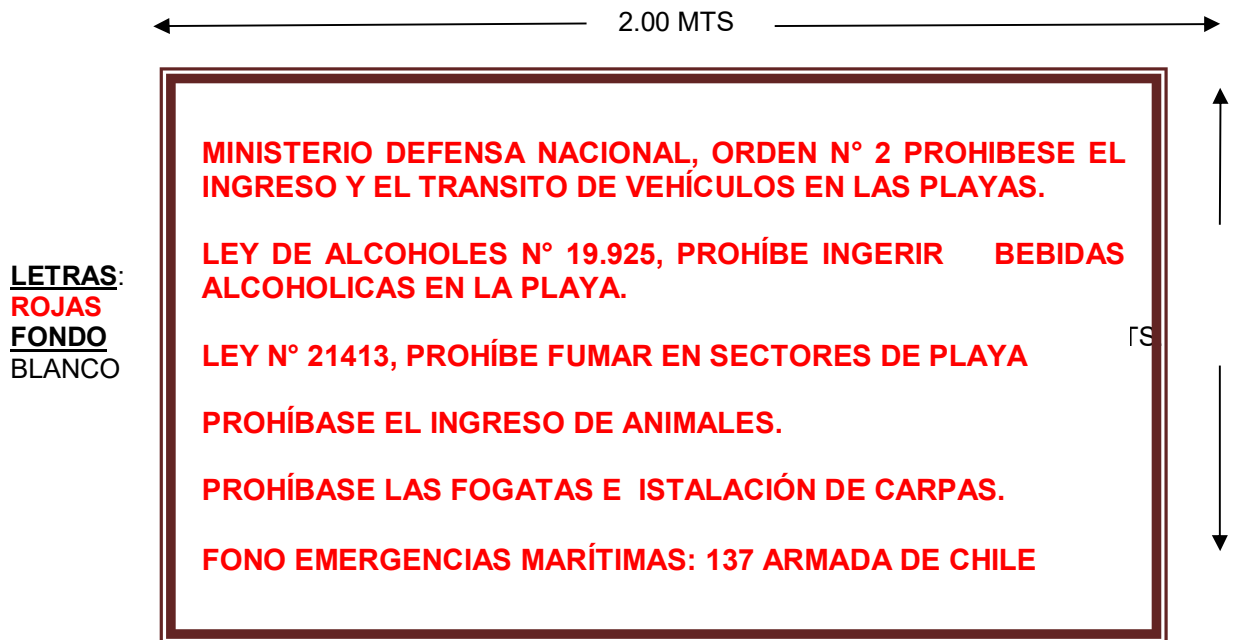 2.00 MTS
MINISTERIO DEFENSA NACIONAL, ORDEN N° 2 PROHIBESE EL
INGRESO Y EL TRANSITO DE VEHÍCULOS EN LAS PLAYAS.
LEY DE ALCOHOLES N° 19.925, PROHÍBE INGERIR BEBIDAS
ALCOHOLICAS EN LA PLAYA.
LETRAS:
ROJAS
FONDO
BLANCO
LEY N° 21413, PROHÍBE FUMAR EN SECTORES DE PLAYA
PROHÍBASE EL INGRESO DE ANIMALES.
PROHÍBASE LAS FOGATAS E ISTALACIÓN DE CARPAS.
FONO EMERGENCIAS MARÍTIMAS: 137 ARMADA DE CHILE